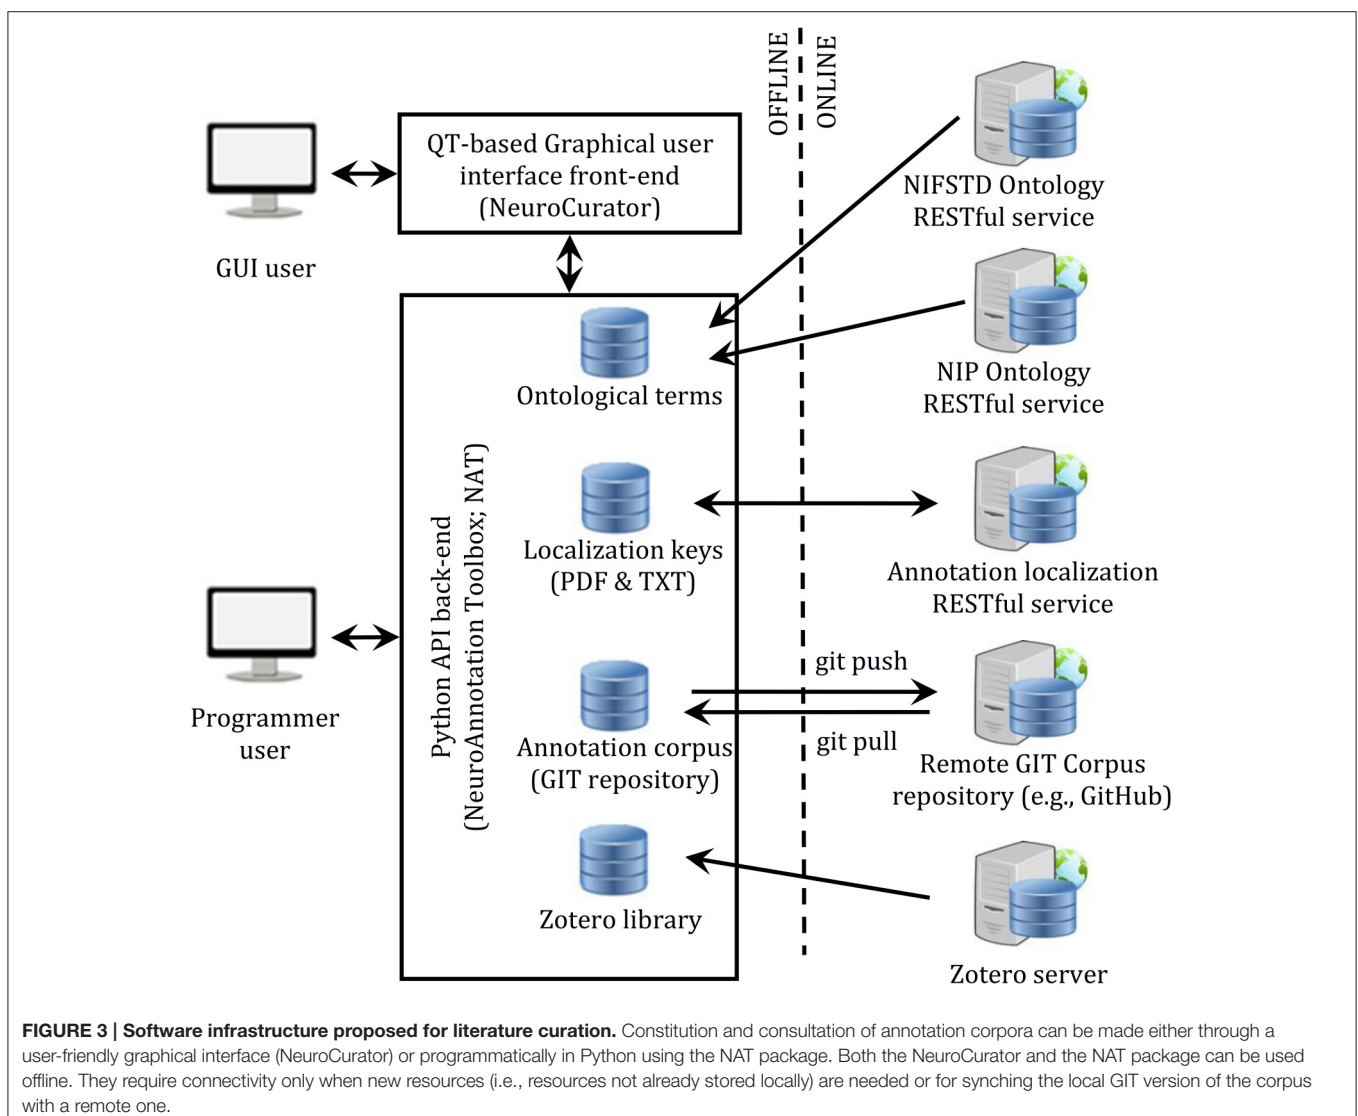 OFFLINE
ONLINE
QT-based Graphical user
interface front-end
(NeuroCurator)
GUI user
NIFSTD Ontology
RESTful service
NIP Ontology
RESTful service
Ontological terms
Python API back-end
(NeuroAnnotation Toolbox; NAT)
Localization keys
(PDF & TXT)
Annotation localization
RESTful service
Programmer
user
git push
git pull
Annotation corpus
(GIT repository)
Remote GIT Corpus
repository (e.g., GitHub)
Zotero library
Zotero server
FIGURE 3 | Software infrastructure proposed for literature curation. Constitution and consultation of annotation corpora can be made either through a
user-friendly graphical interface (NeuroCurator) or programmatically in Python using the NAT package. Both the NeuroCurator and the NAT package can be used
offline. They require connectivity only when new resources (i.e., resources not already stored locally) are needed or for synching the local GIT version of the corpus
with a remote one.